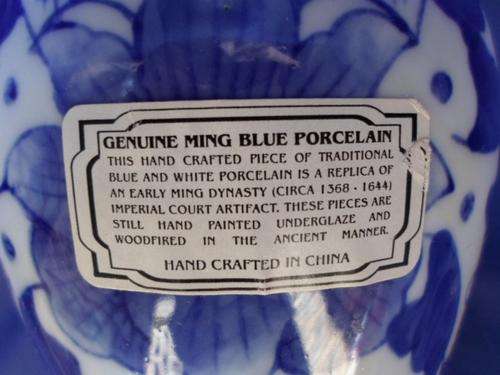 GENUINE MING BLUE PORCELAIN
THIS HAND CRAFTED PIECE OF TRADITIONAL
BLUE AND WHITE PORCELAIN IS A REPLICA OF
AN EARLY MING DYNASTY (CIRCA 1368 - 1644)
IMPERIAL COURT ARTIFACT. THESE PIECES ARE
STILL HAND PAINTED UNDERGLAZE AND
WOODFIRED IN THE ANCIENT MANNER.
HAND CRAFTED IN CHINA